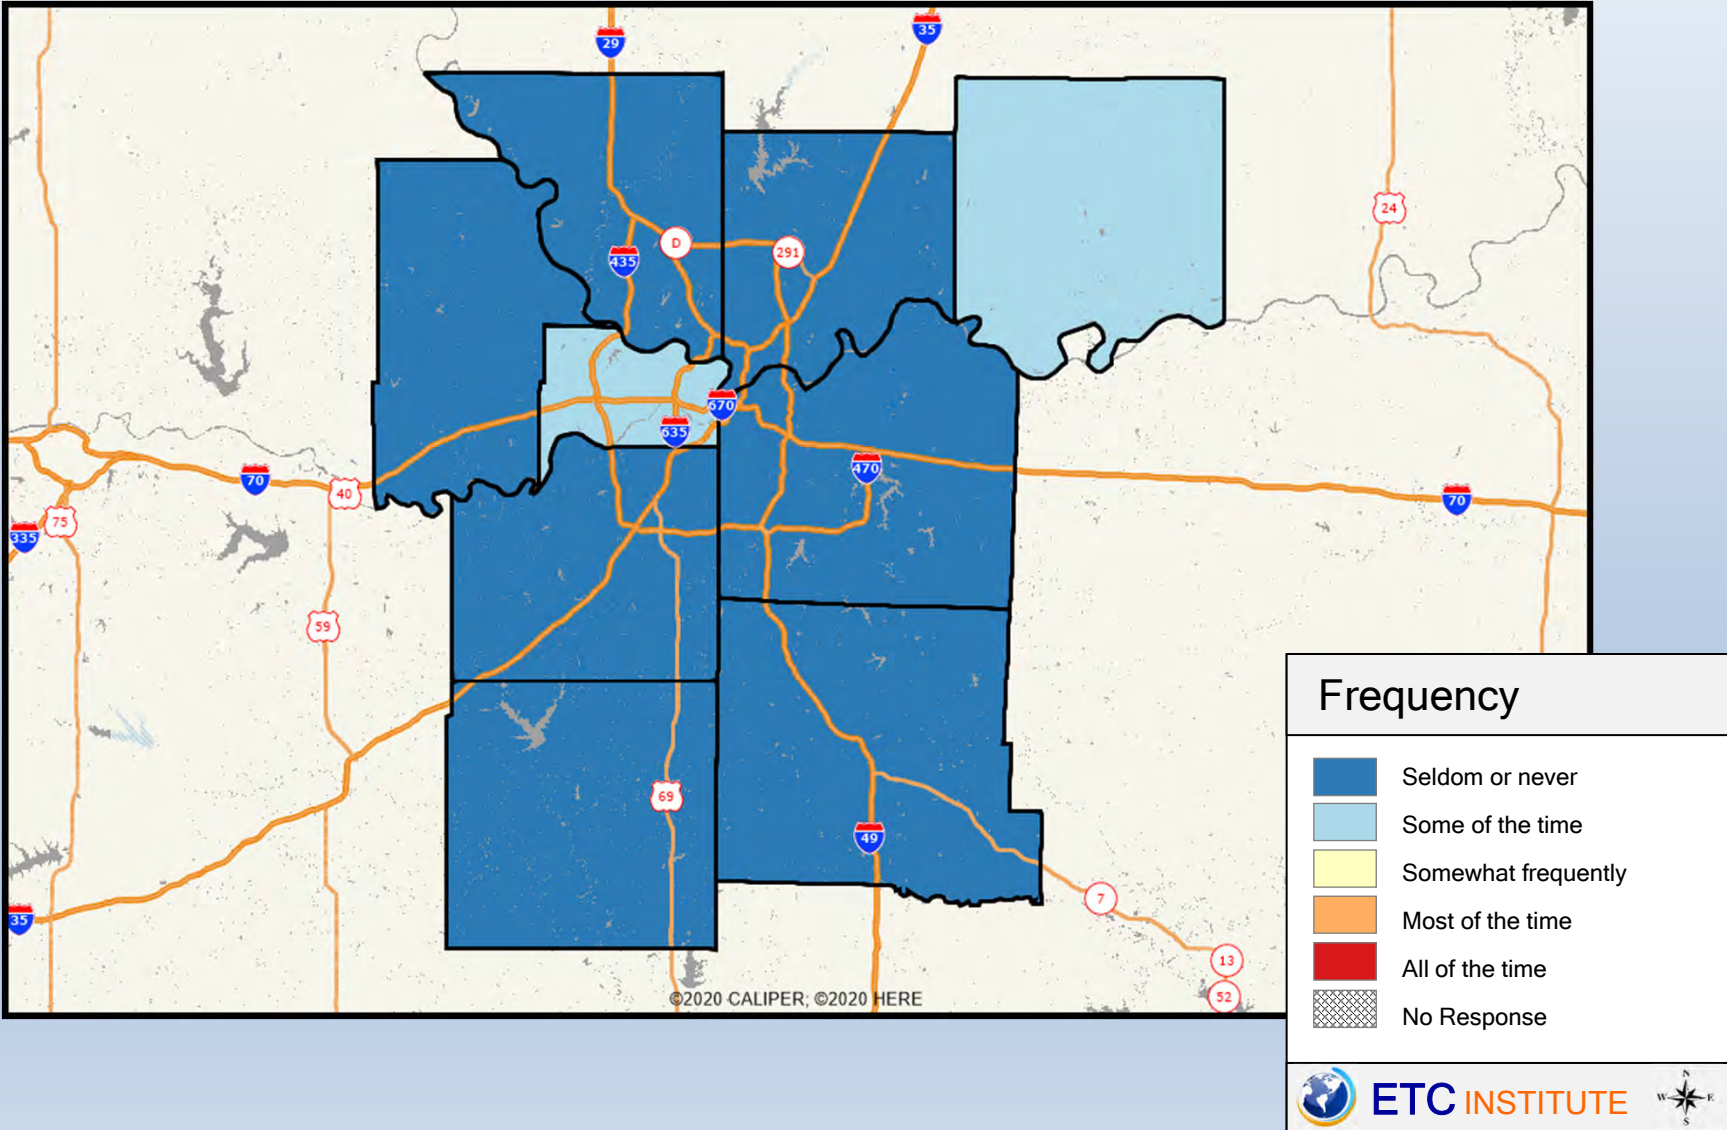 29
35
24
D
291
435
670
635
470
70
40
70
75
335
59
69
49
7
35
13
52
©2020 CALIPER; ©2020 HERE
Frequency
Seldom or never
Some of the time
Somewhat frequently
Most of the time
All of the time
No Response
ETC INSTITUTE
N
W E
S